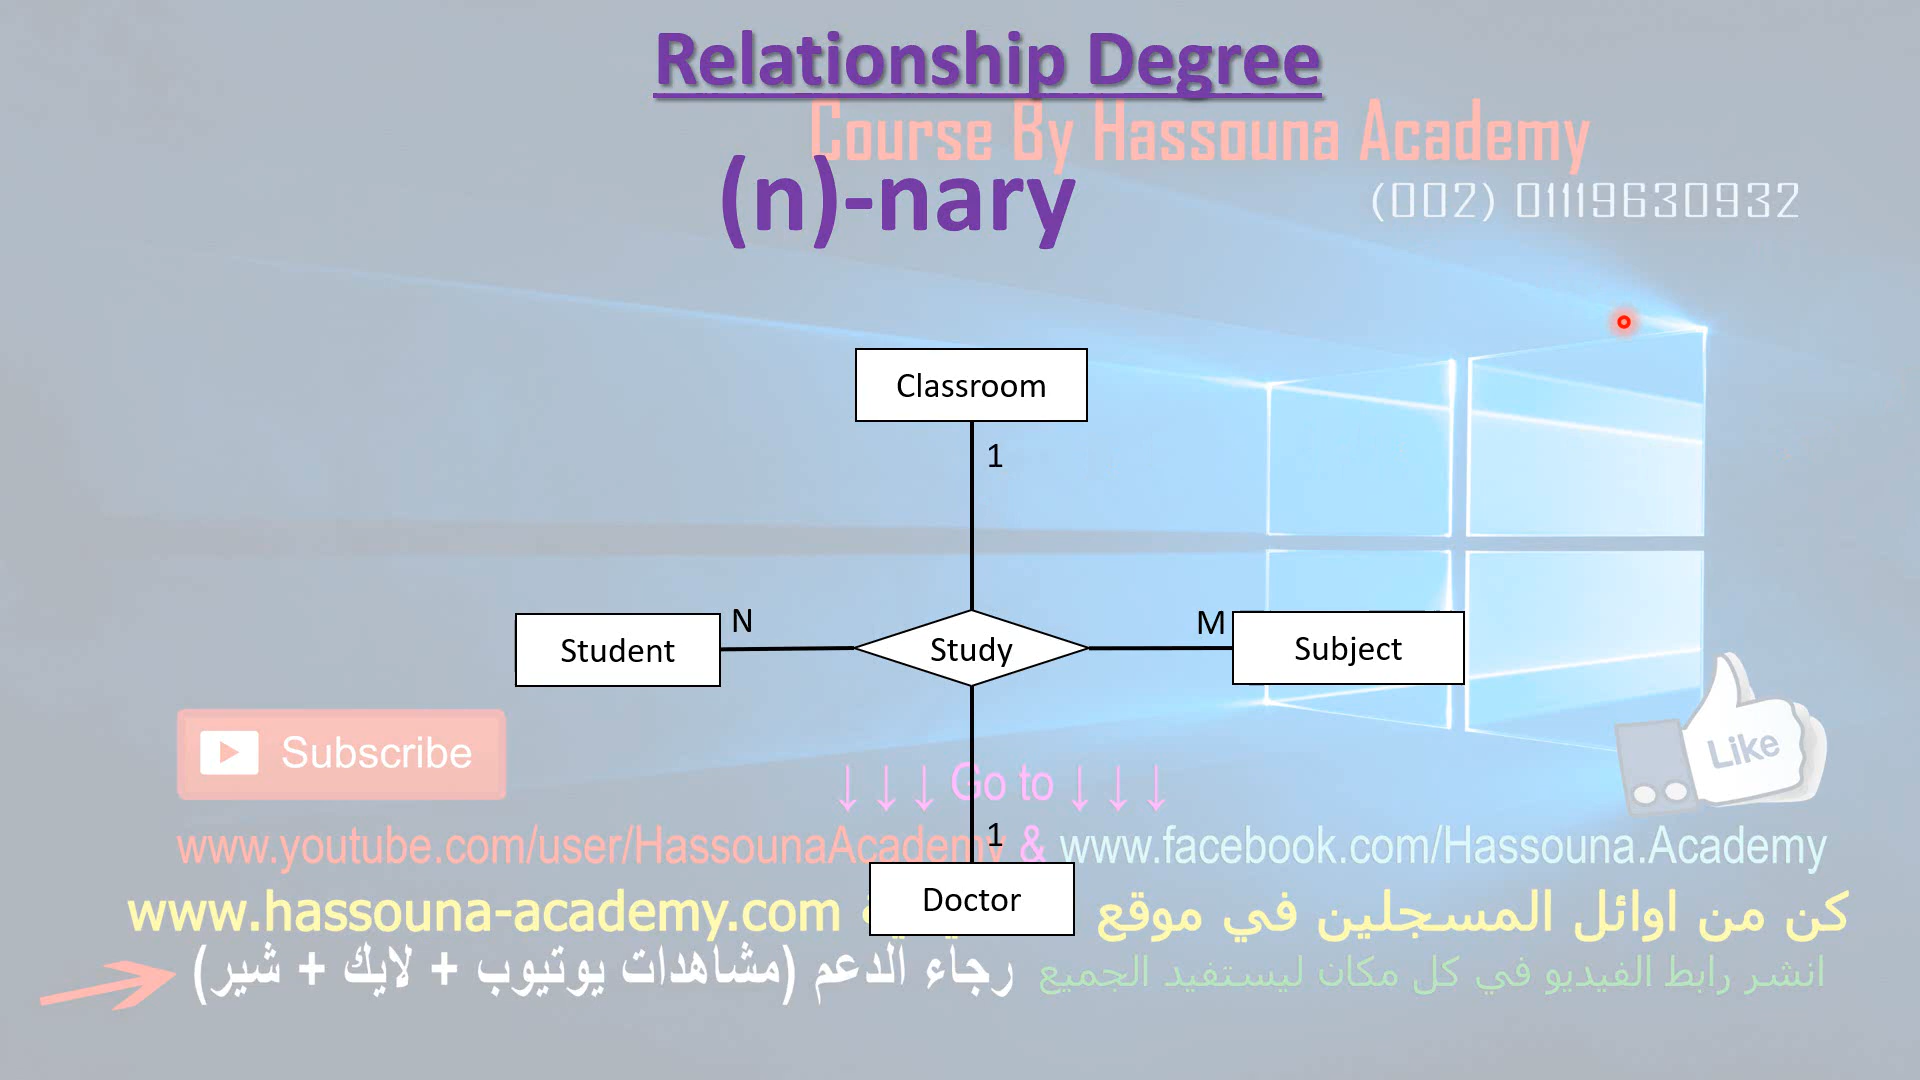 Relationship Degree
Course By Hassouna Academy
(n)-nary
(002) 01119630932
Classroom
1
N
M
Student
Study
Subject
Subscribe
Like
↓ ↓ ↓ Go to ↓ ↓ ↓
1
www.youtube.com/user/HassounaAcademy & www.facebook.com/Hassouna.Academy
Doctor
كن من اوائل المسجلين في موقع
www.hassouna-academy.com
رجاء الدعم (مشاهدات يوتيوب + لايك + شير)
انشر رابط الفيديو في كل مكان ليستفيد الجميع